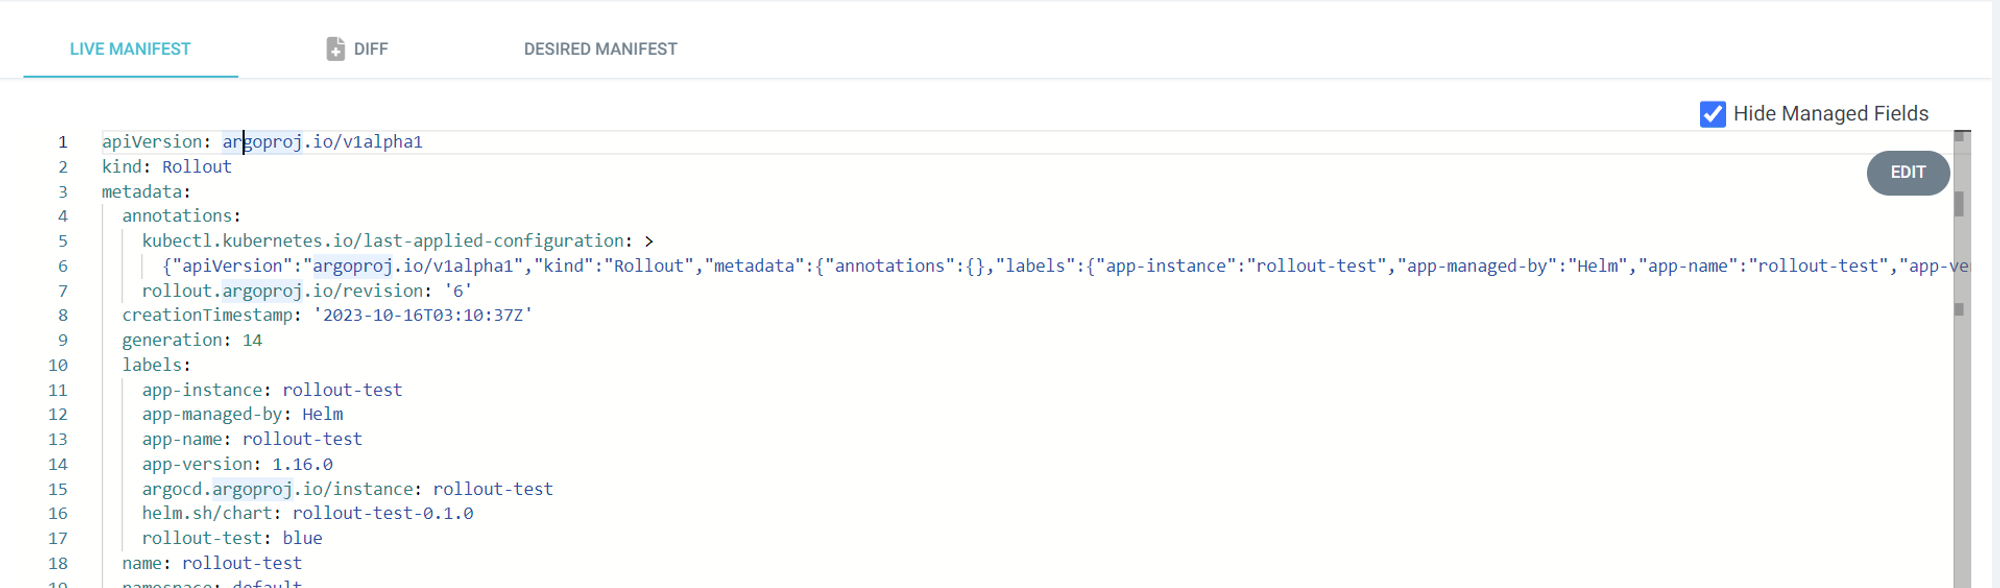 LIVE MANIFEST
DIFF
DESIRED MANIFEST
Hide Managed Fields
EDIT
1 apiVersion: argoproj.io/v1alpha1
2 kind: Rollout
3 metadata:
4 annotations:
5 kubectl.kubernetes.io/last-applied-configuration: >
6 {"apiVersion":"argoproj.io/v1alpha1","kind":"Rollout","metadata":{"annotations":{},"labels":{"app-instance":"rollout-test","app-managed-by":"Helm","app-name":"rollout-test","app-ve
7 rollout.argoproj.io/revision: '6'
8 creationTimestamp: '2023-10-16T03:10:37Z'
9 generation: 14
10 labels:
11 app-instance: rollout-test
12 app-managed-by: Helm
13 app-name: rollout-test
14 app-version: 1.16.0
15 argocd.argoproj.io/instance: rollout-test
16 helm.sh/chart: rollout-test-0.1.0
17 rollout-test: blue
18 name: rollout-test
19 namespace: default